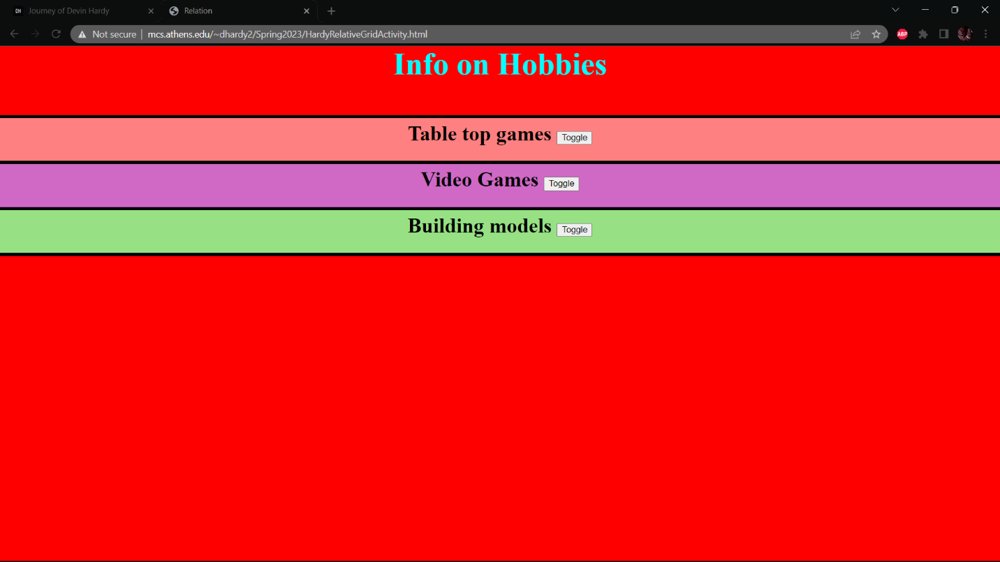 DH Journey of Devin Hardy Relation
Not secure | mcs.athens.edu/~dhardy2/Spring2023/HardyRelativeGridActivity.html ABP
Info on Hobbies
Table top games Toggle
Video Games Toggle
Building models Toggle